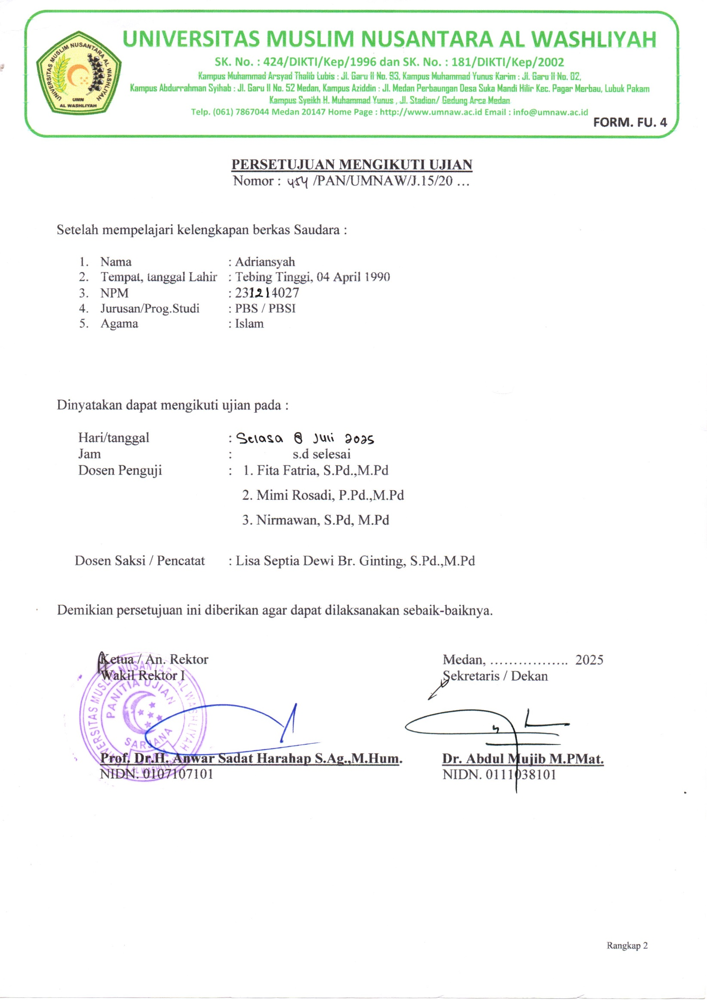 UNIVERSITAS MUSLIM NUSANTARA AL WASHLIYAH
UMN
AL WASHLIYAH
UNIVERSITAS MUSLIM NUSANTARA AL WASHLIYAH
SK. No. : 424/DIKTI/Kep/1996 dan SK. No. : 181/DIKTI/Kep/2002
Kampus Muhammad Arsyad Thalib Lubis : Jl. Garu II No. 93, Kampus Muhammad Yunus Karim : Jl. Garu II No. 02,
Kampus Abdurrahman Syihab : Jl. Garu II No. 52 Medan, Kampus Aziddin : Jl. Medan Perbaungan Desa Suka Mandi Hilir Kec. Pagar Merbau, Lubuk Pakam
Kampus Syeikh H. Muhammad Yunus , Jl. Stadion/ Gedung Arca Medan
Telp. (061) 7867044 Medan 20147 Home Page : http://www.umnaw.ac.id Email : info@umnaw.ac.id
FORM. FU. 4
PERSETUJUAN MENGIKUTI UJIAN
Nomor : 454 /PAN/UMNAW/J.15/20 ...
Setelah mempelajari kelengkapan berkas Saudara :
1. Nama : Adriansyah
2. Tempat, tanggal Lahir : Tebing Tinggi, 04 April 1990
3. NPM : 231214027
4. Jurusan/Prog.Studi : PBS / PBSI
5. Agama : Islam
Dinyatakan dapat mengikuti ujian pada :
Hari/tanggal : Selasa 8 Juli 2025
Jam : s.d selesai
Dosen Penguji : 1. Fita Fatria, S.Pd.,M.Pd
2. Mimi Rosadi, P.Pd.,M.Pd
3. Nirmawan, S.Pd, M.Pd
Dosen Saksi / Pencatat : Lisa Septia Dewi Br. Ginting, S.Pd.,M.Pd
Demikian persetujuan ini diberikan agar dapat dilaksanakan sebaik-baiknya.
Ketua / An. Rektor
Wakil Rektor I
UNIVERSITAS MUSLIM NUSANTARA AL WASHLIYAH
PANITIA UJIAN
SARJANA
AL WASHLIYAH
Prof. Dr.H. Anwar Sadat Harahap S.Ag.,M.Hum.
NIDN. 0107107101
Medan, ................. 2025
Sekretaris / Dekan
Dr. Abdul Mujib M.PMat.
NIDN. 0111038101
Rangkap 2